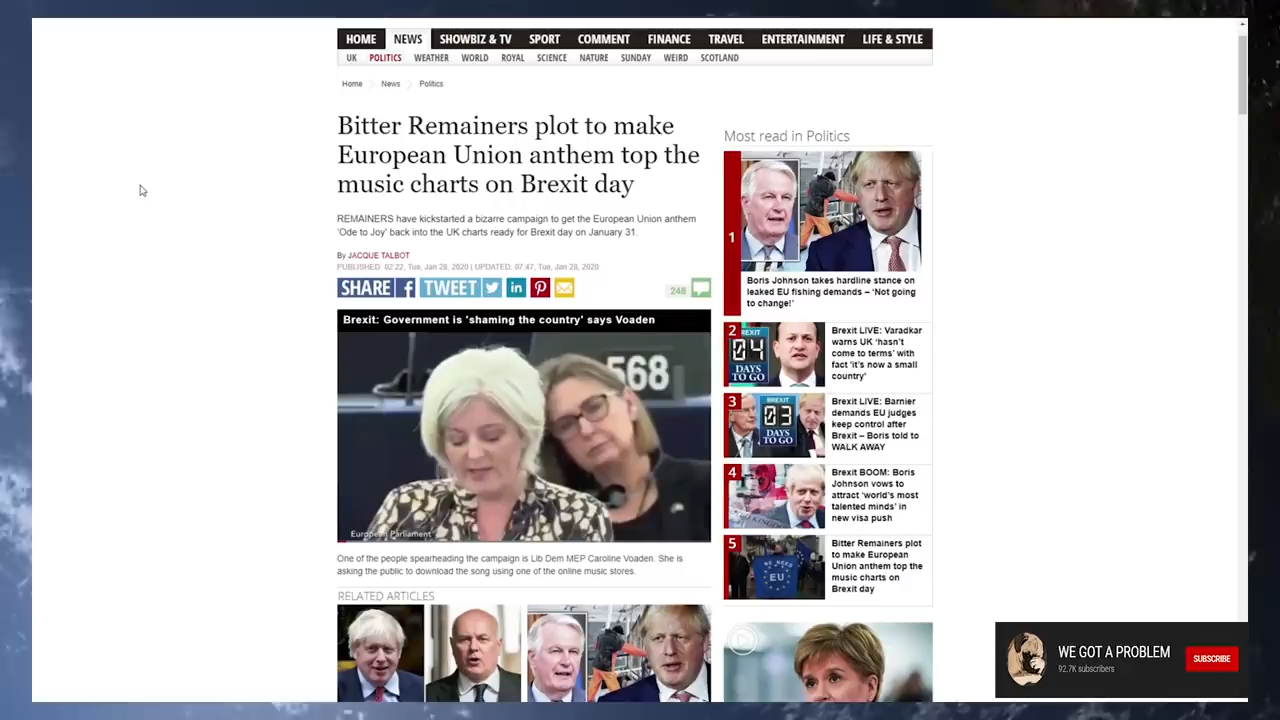 HOME NEWS SHOWBIZ & TV SPORT COMMENT FINANCE TRAVEL ENTERTAINMENT LIFE & STYLE
UK POLITICS WEATHER WORLD ROYAL SCIENCE NATURE SUNDAY WEIRD SCOTLAND
Home News Politics
Bitter Remainers plot to make
European Union anthem top the
music charts on Brexit day
REMAINERS have kickstarted a bizarre campaign to get the European Union anthem
'Ode to Joy' back into the UK charts ready for Brexit day on January 31.
By JACQUE TALBOT
PUBLISHED: 02:22, Tue, Jan 28, 2020 | UPDATED: 07:47, Tue, Jan 28, 2020
SHARE f TWEET in
248
Brexit: Government is 'shaming the country' says Voaden
568
European Parliament
One of the people spearheading the campaign is Lib Dem MEP Caroline Voaden. She is
asking the public to download the song using one of the online music stores.
RELATED ARTICLES
Most read in Politics
1
Boris Johnson takes hardline stance on
leaked EU fishing demands – 'Not going
to change!'
2
BREXIT
04
DAYS
TO GO
Brexit LIVE: Varadkar
warns UK 'hasn't
come to terms' with
fact 'it's now a small
country'
3
BREXIT
03
DAYS
TO GO
Brexit LIVE: Barnier
demands EU judges
keep control after
Brexit – Boris told to
WALK AWAY
4
Brexit BOOM: Boris
Johnson vows to
attract 'world's most
talented minds' in
new visa push
5
WE NEED
EU
Bitter Remainers plot
to make European
Union anthem top the
music charts on
Brexit day
WE GOT A PROBLEM
92.7K subscribers
SUBSCRIBE